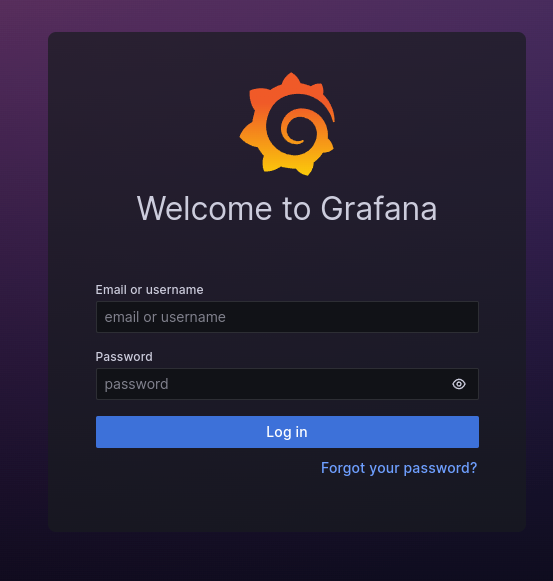 Welcome to Grafana
Email or username
email or username
Password
password
Log in
Forgot your password?